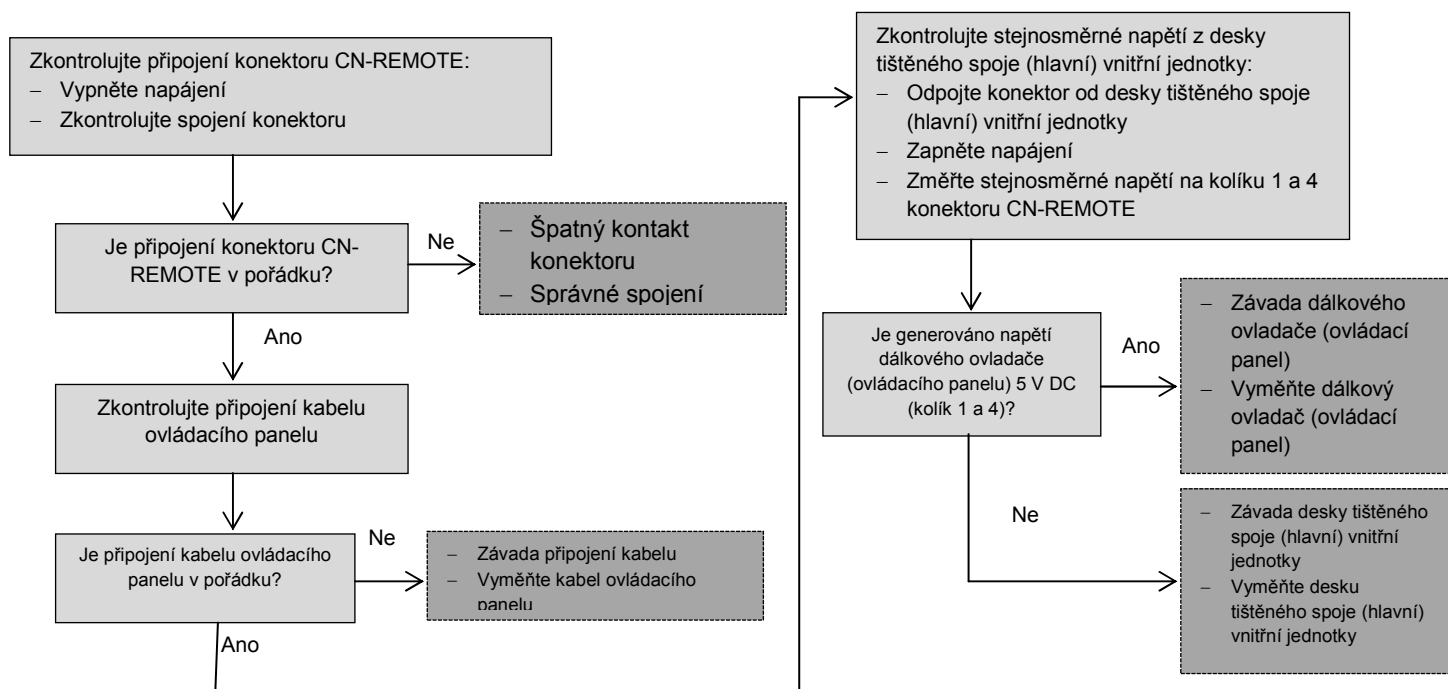 Zkontrolujte připojení konektoru CN-REMOTE:
– Vypněte napájení
– Zkontrolujte spojení konektoru
Je připojení konektoru CN-
REMOTE v pořádku?
Ne
– Špatný kontakt
konektoru
– Správné spojení
Ano
Zkontrolujte připojení kabelu
ovládacího panelu
Je připojení kabelu ovládacího
panelu v pořádku?
Ne
– Závada připojení kabelu
– Vyměňte kabel ovládacího
panelu
Ano
Zkontrolujte stejnosměrné napětí z desky
tištěného spoje (hlavní) vnitřní jednotky:
– Odpojte konektor od desky tištěného spoje
(hlavní) vnitřní jednotky
– Zapněte napájení
– Změřte stejnosměrné napětí na kolíku 1 a 4
konektoru CN-REMOTE
Je generováno napětí
dálkového ovladače
(ovládacího panelu) 5 V DC
(kolík 1 a 4)?
Ano
– Závada dálkového
ovladače (ovládací
panel)
– Vyměňte dálkový
ovladač (ovládací
panel)
Ne
– Závada desky tištěného
spoje (hlavní) vnitřní
jednotky
– Vyměňte desku
tištěného spoje (hlavní)
vnitřní jednotky